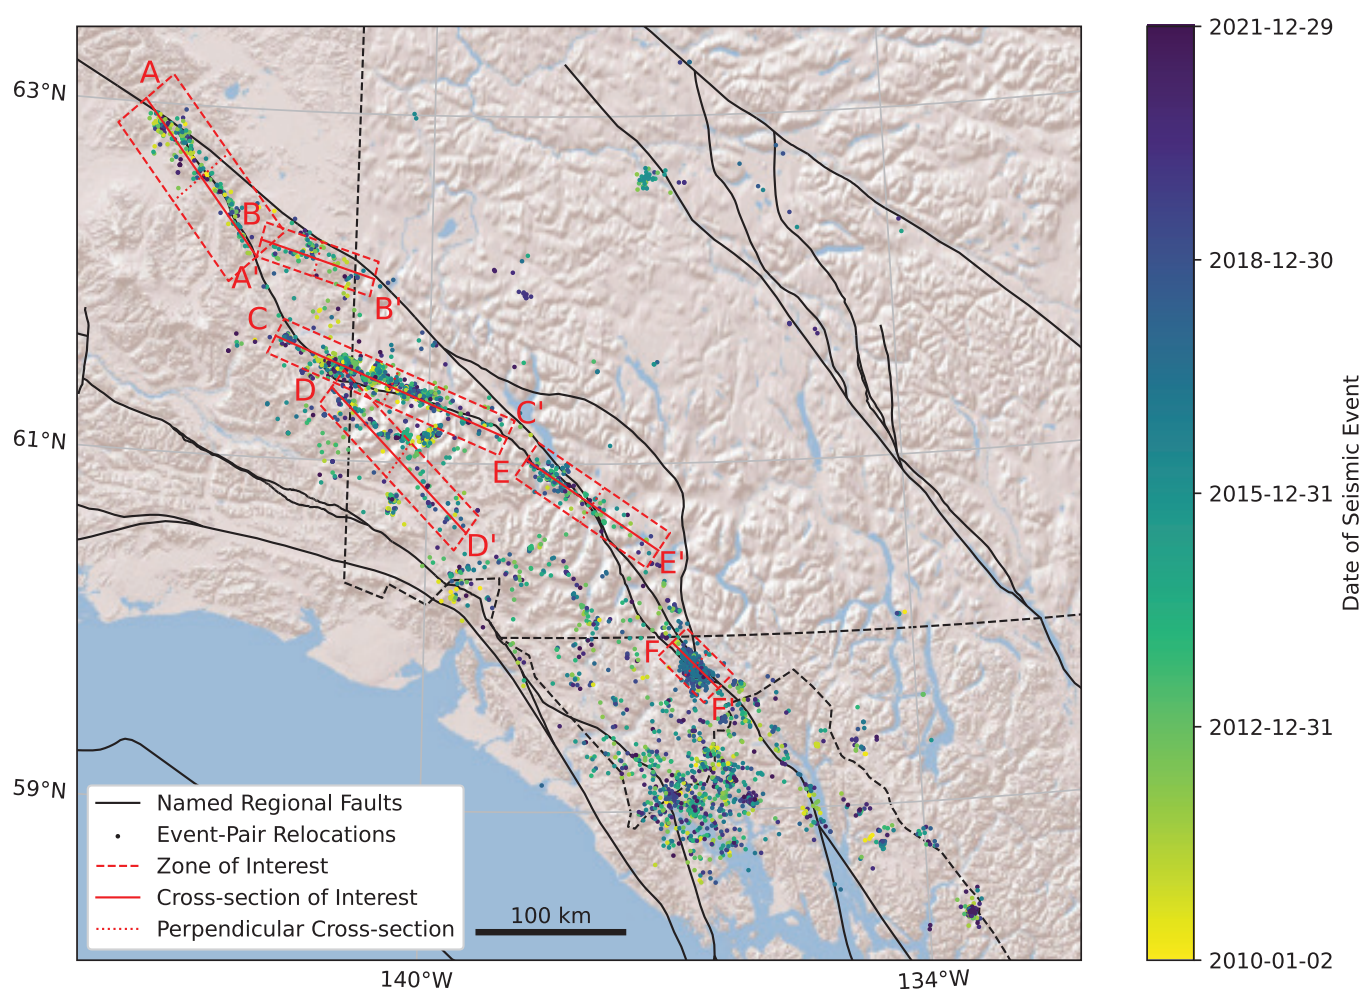 63°N
61°N
59°N
140°W
134°W
A
A'
B
B'
C
C'
D
D'
E
E'
F
F'
Named Regional Faults
Event-Pair Relocations
Zone of Interest
Cross-section of Interest
Perpendicular Cross-section
100 km
2021-12-29
2018-12-30
2015-12-31
2012-12-31
2010-01-02
Date of Seismic Event